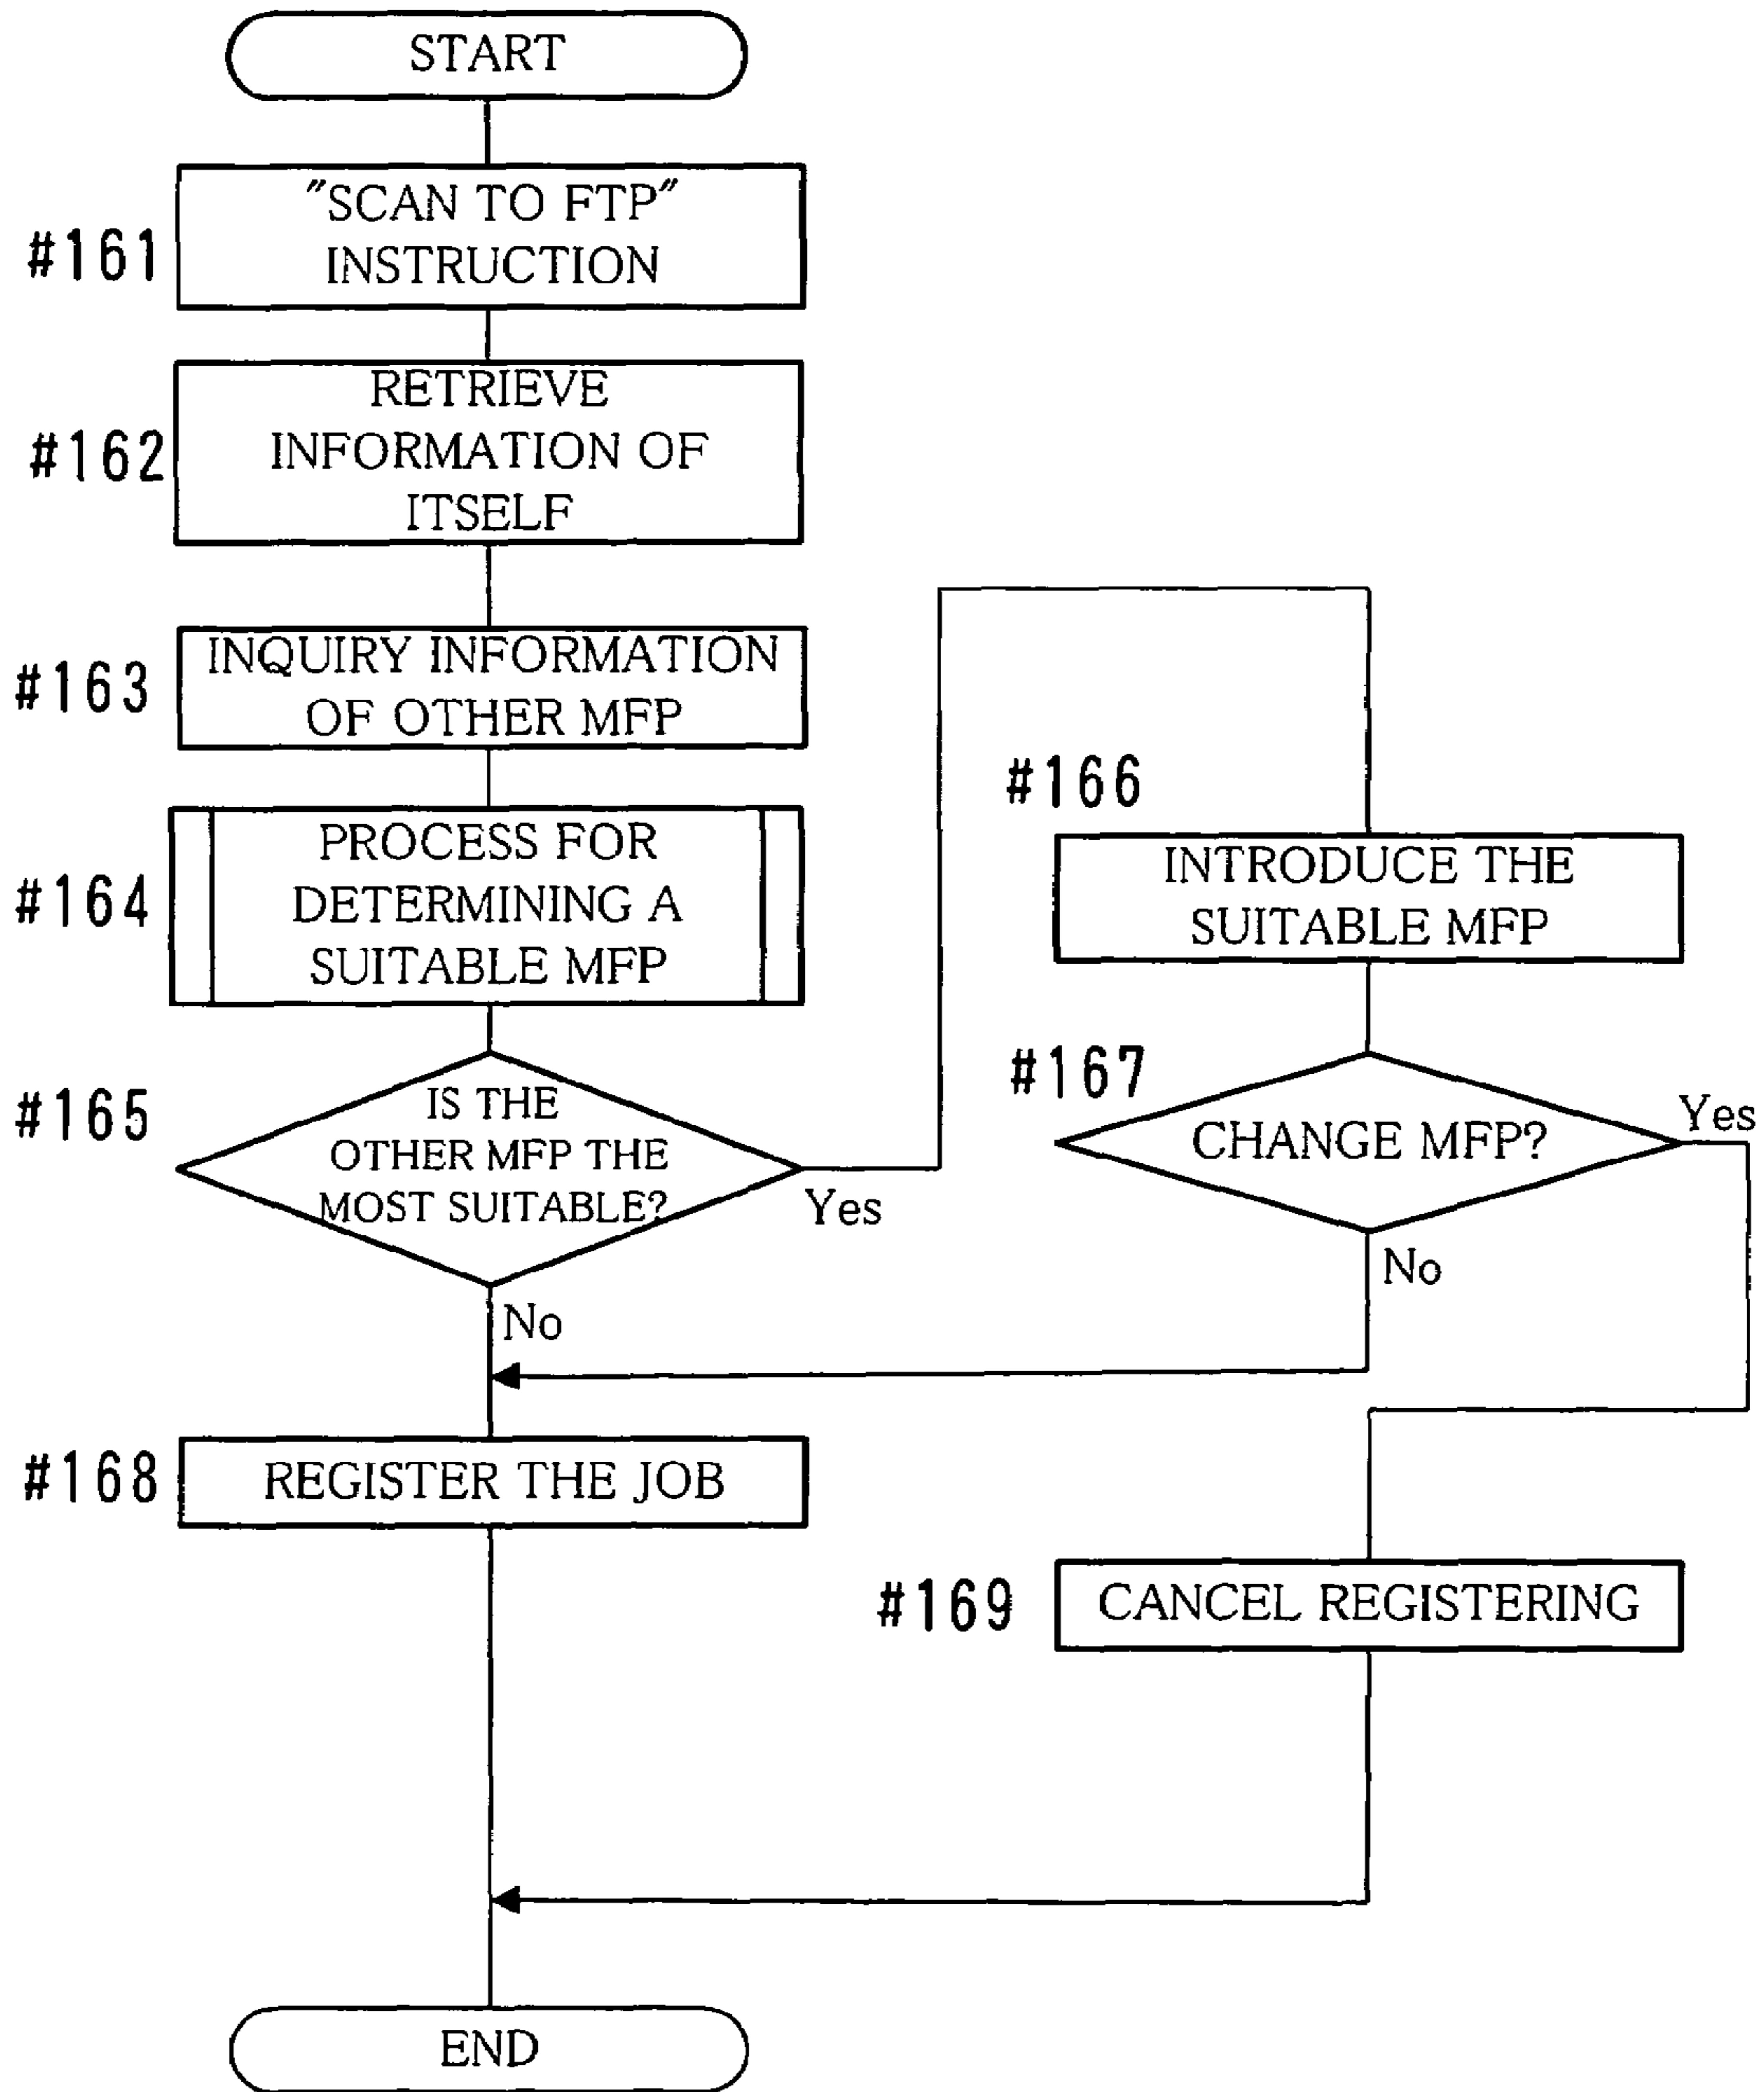 START
#161
"SCAN TO FTP"
INSTRUCTION
#162
RETRIEVE
INFORMATION OF
ITSELF
#163
INQUIRY INFORMATION
OF OTHER MFP
#164
PROCESS FOR
DETERMINING A
SUITABLE MFP
#165
IS THE
OTHER MFP THE
MOST SUITABLE?
Yes
No
#166
INTRODUCE THE
SUITABLE MFP
#167
CHANGE MFP?
Yes
No
#168
REGISTER THE JOB
#169
CANCEL REGISTERING
END